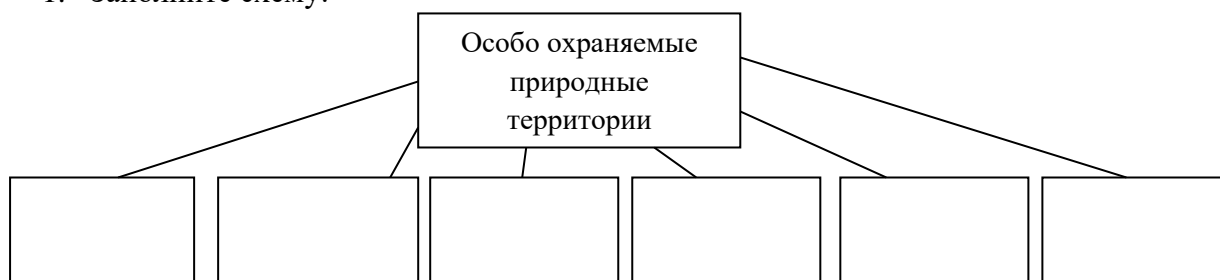 1. Заполните схему:
Особо охраняемые
природные
территории